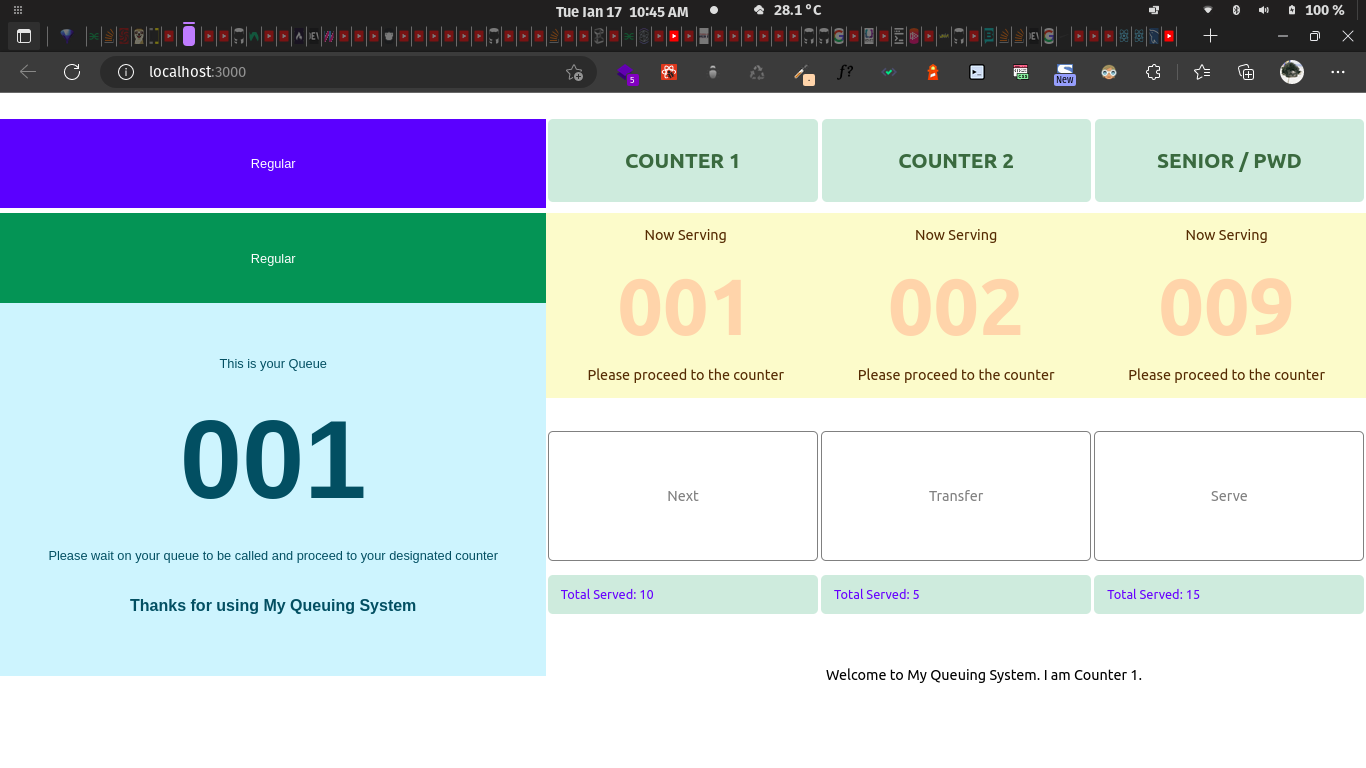 Tue Jan 17 10:45 AM
28.1 °C
100 %
localhost:3000
5
-
f?
New
Regular
COUNTER 1
COUNTER 2
SENIOR / PWD
Regular
Now Serving
Now Serving
Now Serving
001
002
009
Please proceed to the counter
Please proceed to the counter
Please proceed to the counter
This is your Queue
001
Please wait on your queue to be called and proceed to your designated counter
Thanks for using My Queuing System
Next
Transfer
Serve
Total Served: 10
Total Served: 5
Total Served: 15
Welcome to My Queuing System. I am Counter 1.